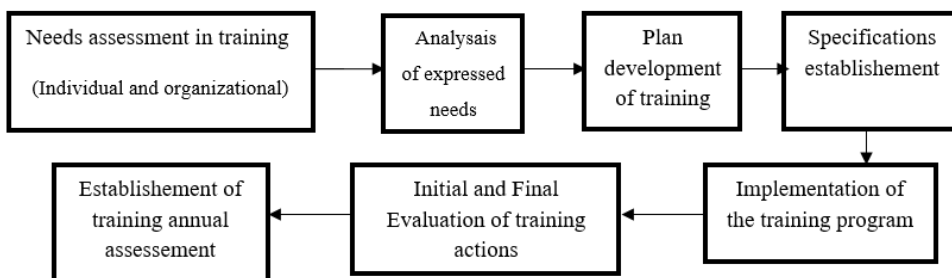 Needs assessment in training
(Individual and organizational)
Analysais
of expressed
needs
Plan
development
of training
Specifications
establishement
Implementation of
the training program
Initial and Final
Evaluation of training
actions
Establishement of
training annual
assessement